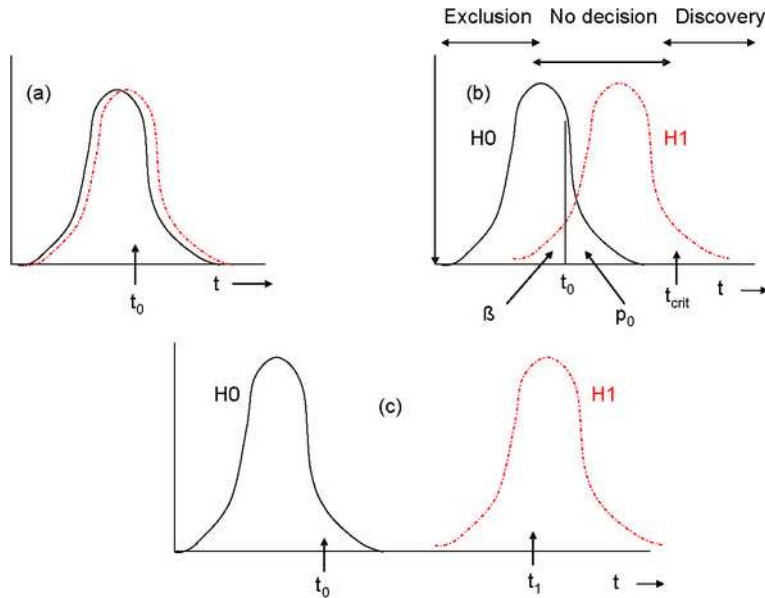 Exclusion No decision Discovery
(a)
(b)
H0
H1
t0
t
ß
t0
p0
tcrit
t
H0
(c)
H1
t0
t1
t